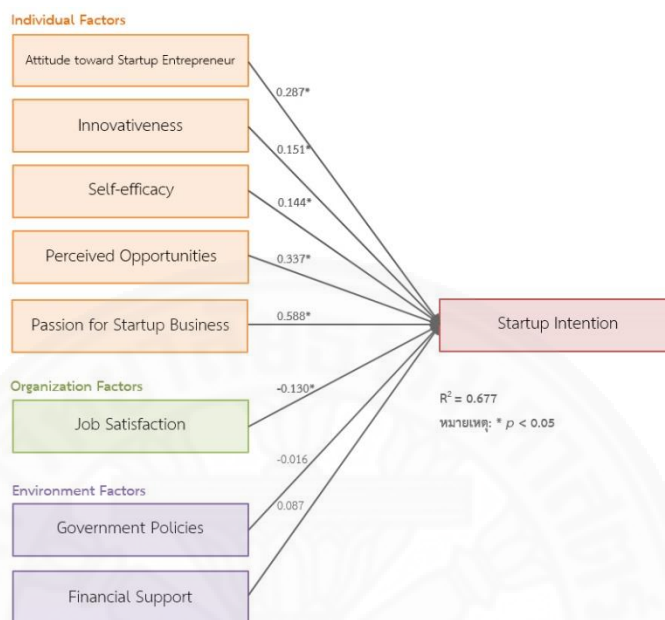 Individual Factors
Attitude toward Startup Entrepreneur
0.287*
Innovativeness
0.151*
Self-efficacy
0.144*
Perceived Opportunities
0.337*
Passion for Startup Business
0.588*
Startup Intention
Organization Factors
-0.130*
Job Satisfaction
R² = 0.677
หมายเหตุ: * p < 0.05
-0.016
Environment Factors
0.087
Government Policies
Financial Support